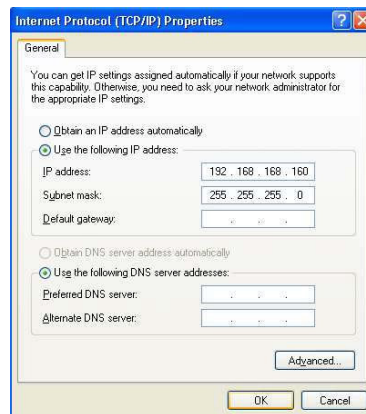 Internet Protocol (TCP/IP) Properties
General
You can get IP settings assigned automatically if your network supports
this capability. Otherwise, you need to ask your network administrator for
the appropriate IP settings.
Obtain an IP address automatically
Use the following IP address:
IP address: 192 . 168 . 168 . 160
Subnet mask: 255 . 255 . 255 . 0
Default gateway: . . .
Obtain DNS server address automatically
Use the following DNS server addresses:
Preferred DNS server: . . .
Alternate DNS server: . . .
Advanced...
OK Cancel